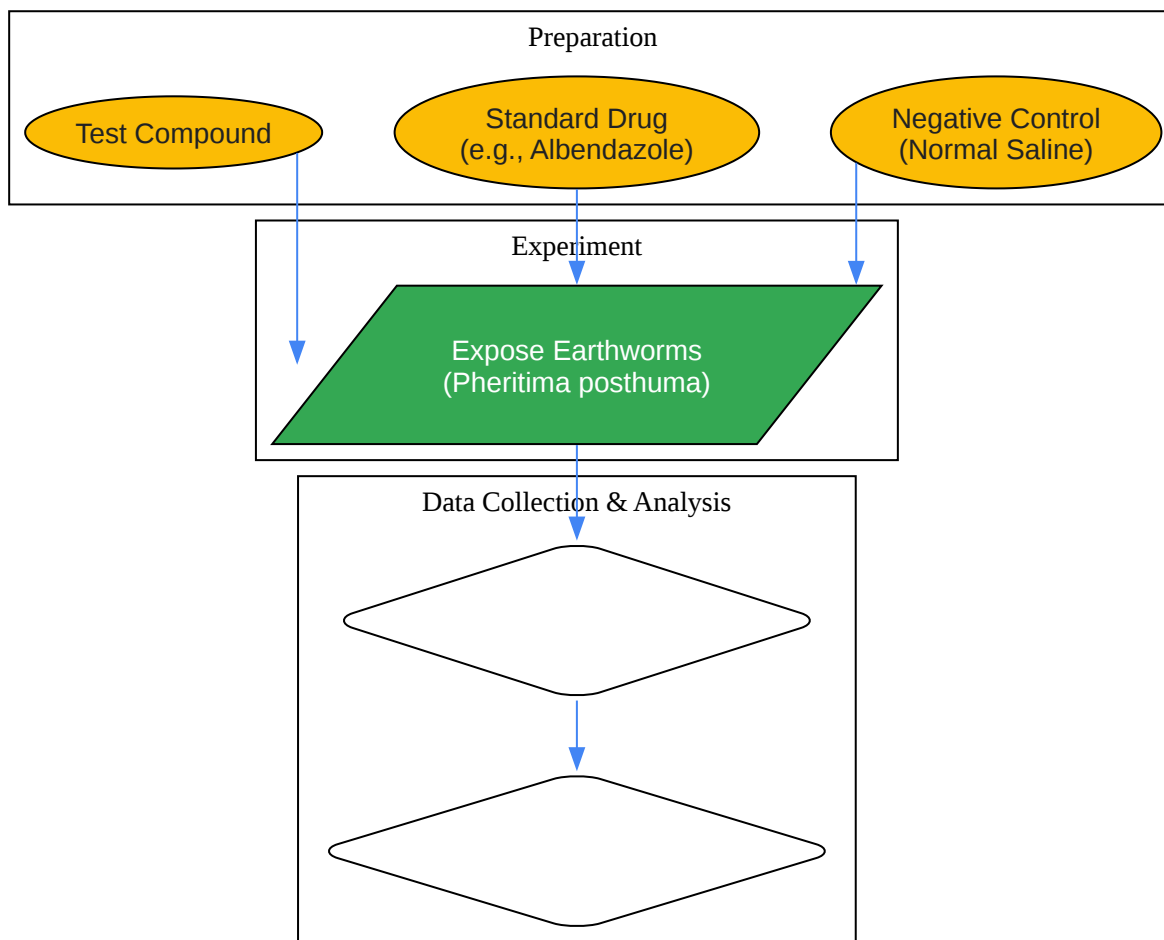 Preparation
Test Compound
Standard Drug
(e.g., Albendazole)
Negative Control
(Normal Saline)
Experiment
Expose Earthworms
(Pheritima posthuma)
Data Collection & Analysis